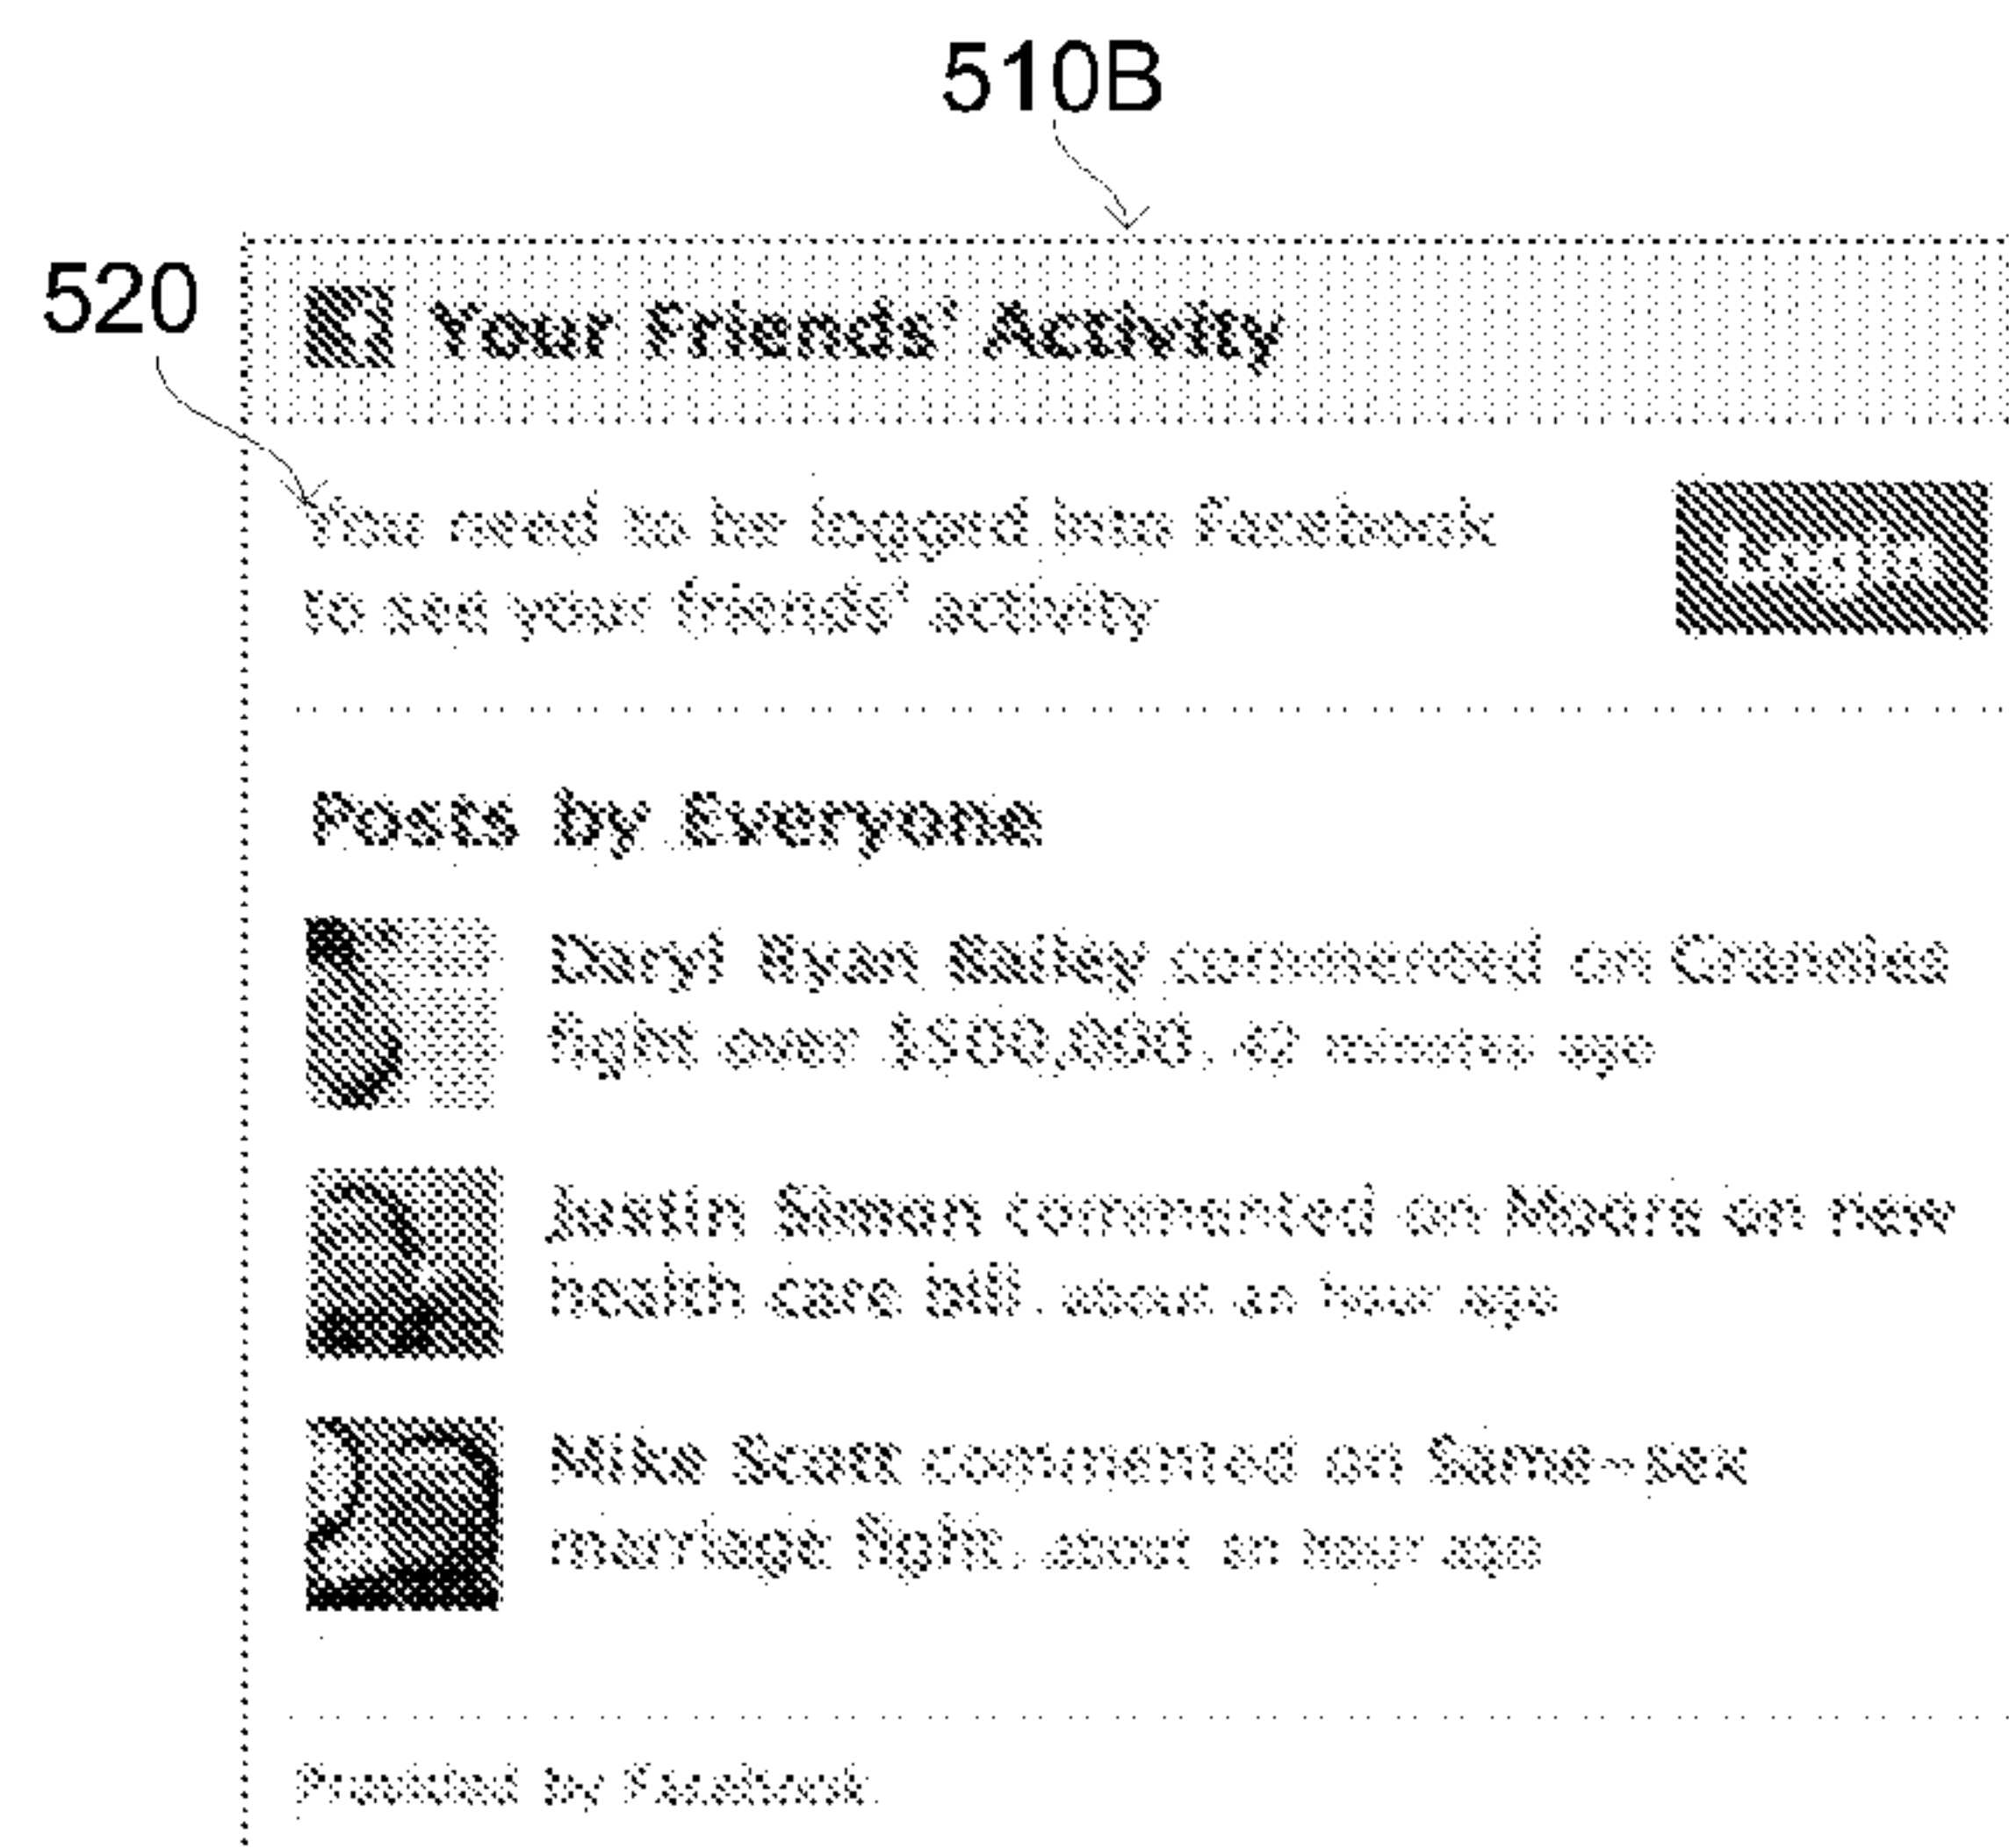 510B
520
Your Friends' Activity
You need to be logged into Facebook
to see your friends' activity
Login
Posts by Everyone
Daryl Ryan Bailey commented on Grannies
fight over $500,000. 42 minutes ago
Justin Simon commented on Moore on new
health care bill. about an hour ago
Mike Scott commented on Same-sex
marriage fight. about an hour ago
Provided by Facebook